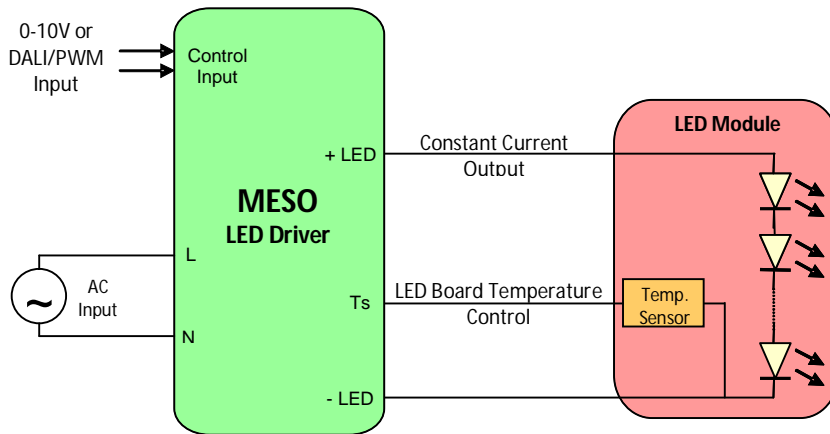 0-10V or
DALI/PWM
Input
Control
Input
LED Module
+ LED
Constant Current
Output
MESO
LED Driver
L
AC
Input
~
N
Ts
LED Board Temperature
Control
Temp.
Sensor
- LED